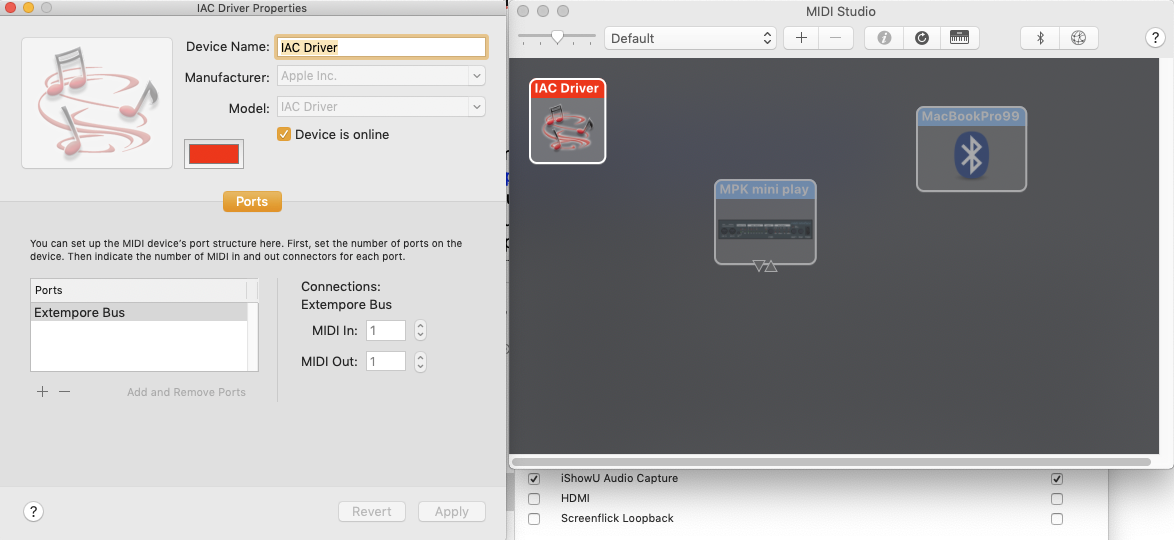 IAC Driver Properties
Device Name: IAC Driver
Manufacturer: Apple Inc.
Model: IAC Driver
Device is online
Ports
You can set up the MIDI device's port structure here. First, set the number of ports on the
device. Then indicate the number of MIDI in and out connectors for each port.
Ports
Extempore Bus
Add and Remove Ports
Connections:
Extempore Bus
MIDI In: 1
MIDI Out: 1
?
Revert
Apply
MIDI Studio
Default
?
IAC Driver
MPK mini play
MacBookPro99
iShowU Audio Capture
HDMI
Screenflick Loopback